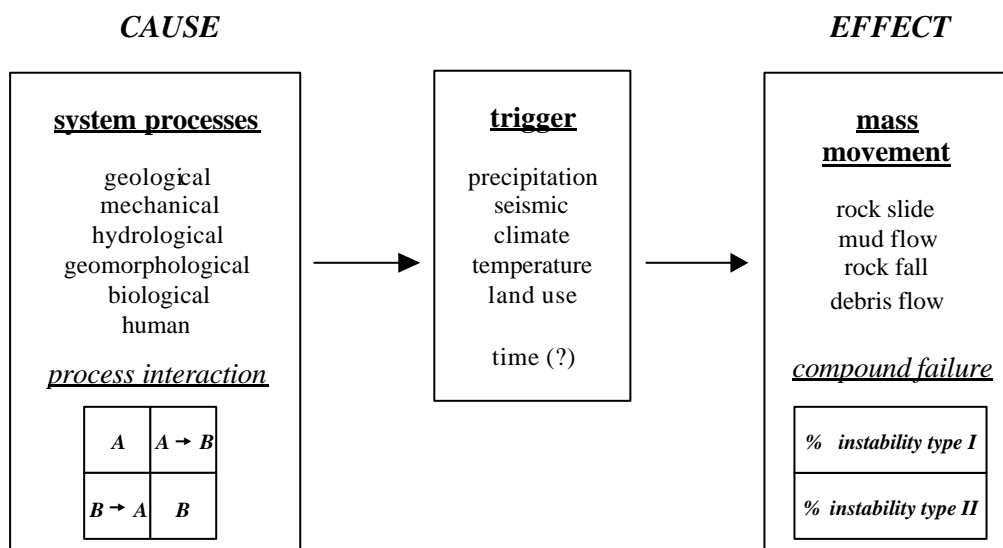 CAUSE
EFFECT
system processes
geological
mechanical
hydrological
geomorphological
biological
human
process interaction
A
A → B
B → A
B
trigger
precipitation
seismic
climate
temperature
land use
time (?)
mass
movement
rock slide
mud flow
rock fall
debris flow
compound failure
% instability type I
% instability type II